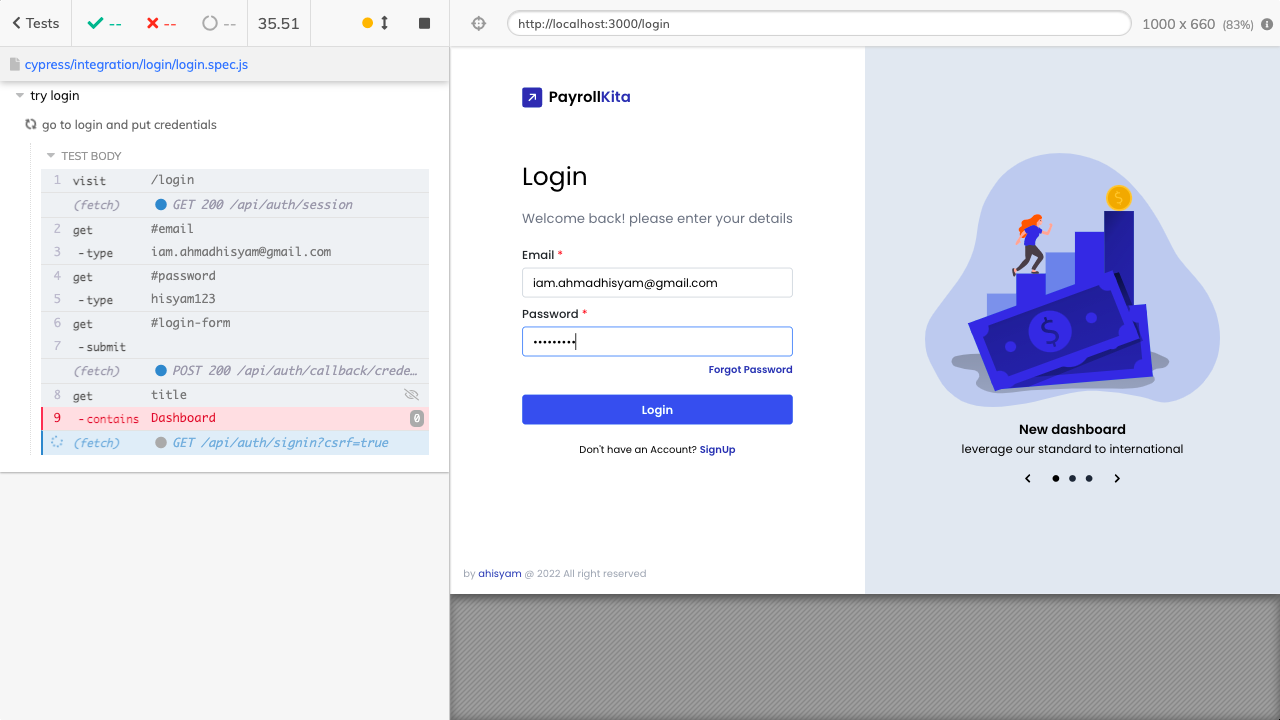 Tests
--
--
--
35.51
http://localhost:3000/login
1000 x 660 (83%)
cypress/integration/login/login.spec.js
try login
go to login and put credentials
TEST BODY
1 visit /login
(fetch) GET 200 /api/auth/session
2 get #email
3 -type iam.ahmadhisyam@gmail.com
4 get #password
5 -type hisyam123
6 get #login-form
7 -submit
(fetch) POST 200 /api/auth/callback/crede…
8 get title
9 -contains Dashboard 0
(fetch) GET /api/auth/signin?csrf=true
PayrollKita
Login
Welcome back! please enter your details
Email *
iam.ahmadhisyam@gmail.com
Password *
•••••••••
Forgot Password
Login
Don't have an Account? SignUp
by ahisyam @ 2022 All right reserved
$
$
New dashboard
leverage our standard to international